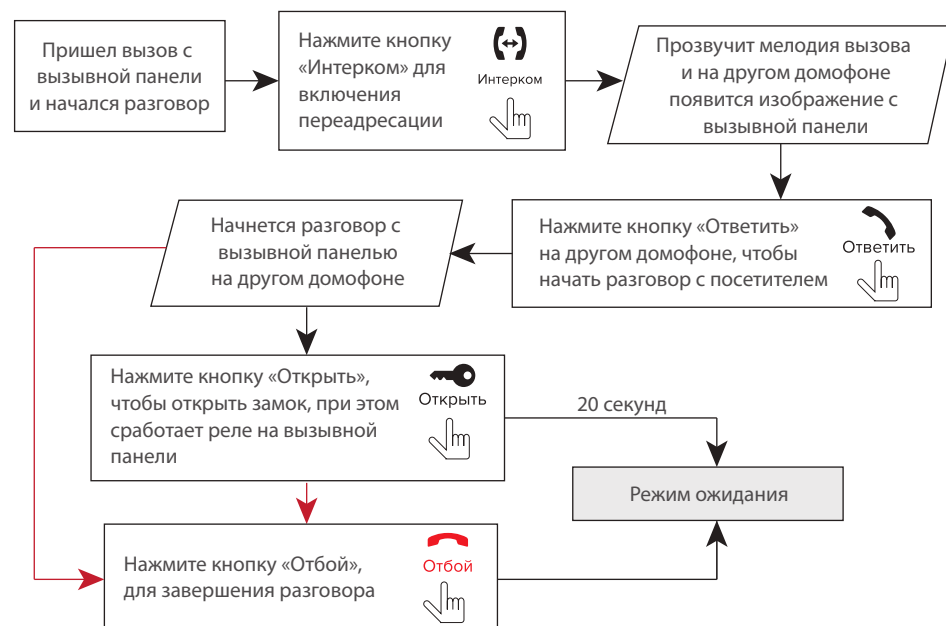 Пришел вызов с
вызывной панели
и начался разговор
Нажмите кнопку
«Интерком» для
включения
переадресации
Интерком
Прозвучит мелодия вызова
и на другом домофоне
появится изображение с
вызывной панели
Начнется разговор с
вызывной панелью
на другом домофоне
Нажмите кнопку «Ответить»
на другом домофоне, чтобы
начать разговор с посетителем
Ответить
Нажмите кнопку «Открыть»,
чтобы открыть замок, при этом
сработает реле на вызывной
панели
Открыть
20 секунд
Режим ожидания
Нажмите кнопку «Отбой»,
для завершения разговора
Отбой